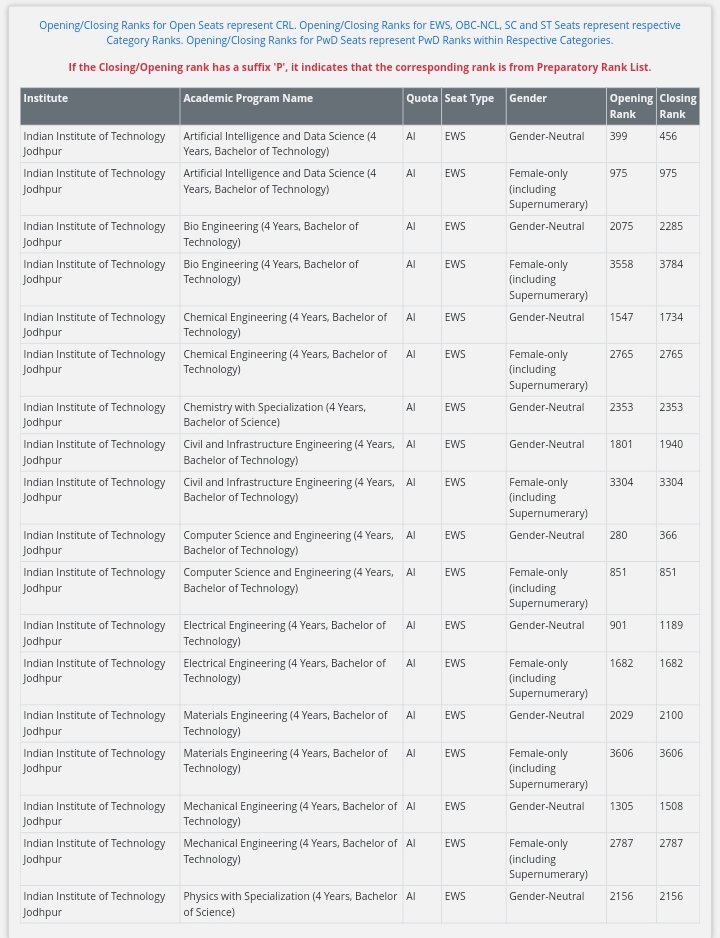 Opening/Closing Ranks for Open Seats represent CRL. Opening/Closing Ranks for EWS, OBC-NCL, SC and ST Seats represent respective
Category Ranks. Opening/Closing Ranks for PwD Seats represent PwD Ranks within Respective Categories.
If the Closing/Opening rank has a suffix 'P', it indicates that the corresponding rank is from Preparatory Rank List.
Institute Academic Program Name Quota Seat Type Gender Opening Closing
Rank Rank
Indian Institute of Technology Artificial Intelligence and Data Science (4 AI EWS Gender-Neutral 399 456
Jodhpur Years, Bachelor of Technology)
Indian Institute of Technology Artificial Intelligence and Data Science (4 AI EWS Female-only 975 975
Jodhpur Years, Bachelor of Technology) (including
Supernumerary)
Indian Institute of Technology Bio Engineering (4 Years, Bachelor of AI EWS Gender-Neutral 2075 2285
Jodhpur Technology)
Indian Institute of Technology Bio Engineering (4 Years, Bachelor of AI EWS Female-only 3558 3784
Jodhpur Technology) (including
Supernumerary)
Indian Institute of Technology Chemical Engineering (4 Years, Bachelor of AI EWS Gender-Neutral 1547 1734
Jodhpur Technology)
Indian Institute of Technology Chemical Engineering (4 Years, Bachelor of AI EWS Female-only 2765 2765
Jodhpur Technology) (including
Supernumerary)
Indian Institute of Technology Chemistry with Specialization (4 Years, AI EWS Gender-Neutral 2353 2353
Jodhpur Bachelor of Science)
Indian Institute of Technology Civil and Infrastructure Engineering (4 Years, AI EWS Gender-Neutral 1801 1940
Jodhpur Bachelor of Technology)
Indian Institute of Technology Civil and Infrastructure Engineering (4 Years, AI EWS Female-only 3304 3304
Jodhpur Bachelor of Technology) (including
Supernumerary)
Indian Institute of Technology Computer Science and Engineering (4 Years, AI EWS Gender-Neutral 280 366
Jodhpur Bachelor of Technology)
Indian Institute of Technology Computer Science and Engineering (4 Years, AI EWS Female-only 851 851
Jodhpur Bachelor of Technology) (including
Supernumerary)
Indian Institute of Technology Electrical Engineering (4 Years, Bachelor of AI EWS Gender-Neutral 901 1189
Jodhpur Technology)
Indian Institute of Technology Electrical Engineering (4 Years, Bachelor of AI EWS Female-only 1682 1682
Jodhpur Technology) (including
Supernumerary)
Indian Institute of Technology Materials Engineering (4 Years, Bachelor of AI EWS Gender-Neutral 2029 2100
Jodhpur Technology)
Indian Institute of Technology Materials Engineering (4 Years, Bachelor of AI EWS Female-only 3606 3606
Jodhpur Technology) (including
Supernumerary)
Indian Institute of Technology Mechanical Engineering (4 Years, Bachelor of AI EWS Gender-Neutral 1305 1508
Jodhpur Technology)
Indian Institute of Technology Mechanical Engineering (4 Years, Bachelor of AI EWS Female-only 2787 2787
Jodhpur Technology) (including
Supernumerary)
Indian Institute of Technology Physics with Specialization (4 Years, Bachelor AI EWS Gender-Neutral 2156 2156
Jodhpur of Science)